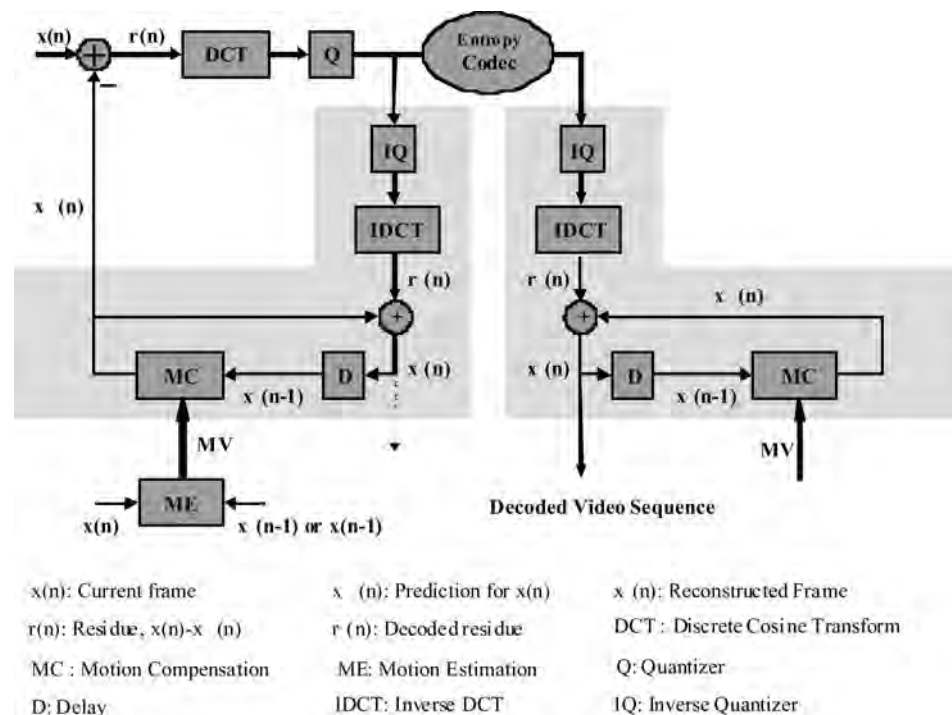 x(n)
r(n)
DCT
Q
Entropy
Codec
IQ
IQ
x (n)
IDCT
IDCT
r (n)
r (n)
x (n)
+
+
–
+
MC
D
x (n)
x (n-1)
x (n)
D
x (n-1)
MC
MV
MV
ME
x(n)
x (n-1) or x(n-1)
Decoded Video Sequence
x(n): Current frame
x (n): Prediction for x(n)
x (n): Reconstructed Frame
r(n): Residue, x(n)-x (n)
r (n): Decoded residue
DCT : Discrete Cosine Transform
MC : Motion Compensation
ME: Motion Estimation
Q: Quantizer
D: Delay
IDCT: Inverse DCT
IQ: Inverse Quantizer